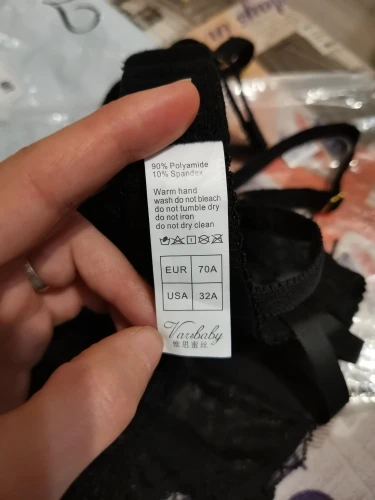 90% Polyamide
10% Spandex
Warm hand
wash do not bleach
do not tumble dry
do not iron
do not dry clean
EUR 70A
USA 32A
Varsbaby